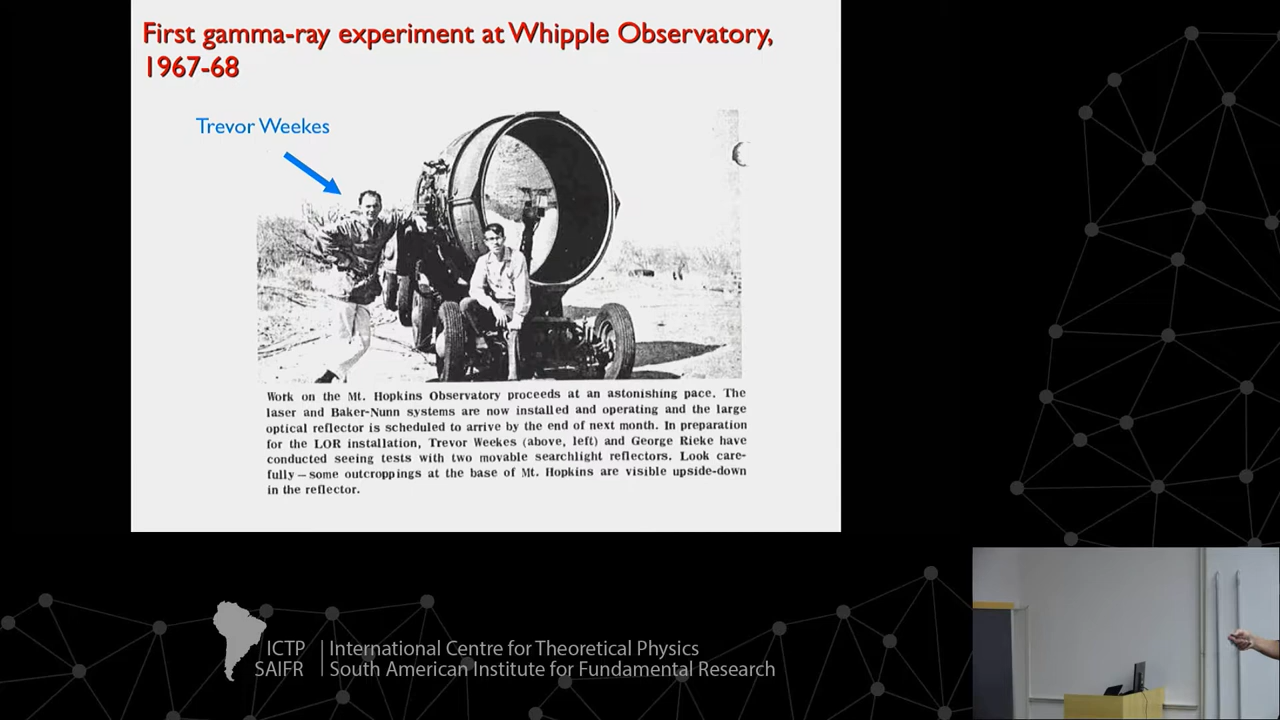 First gamma-ray experiment at Whipple Observatory,
1967-68
Trevor Weekes
Work on the Mt. Hopkins Observatory proceeds at an astonishing pace. The
laser and Baker-Nunn systems are now installed and operating and the large
optical reflector is scheduled to arrive by the end of next month. In preparation
for the LOR installation, Trevor Weekes (above, left) and George Rieke have
conducted seeing tests with two movable searchlight reflectors. Look care-
fully — some outcroppings at the base of Mt. Hopkins are visible upside-down
in the reflector.
ICTP
SAIFR
International Centre for Theoretical Physics
South American Institute for Fundamental Research